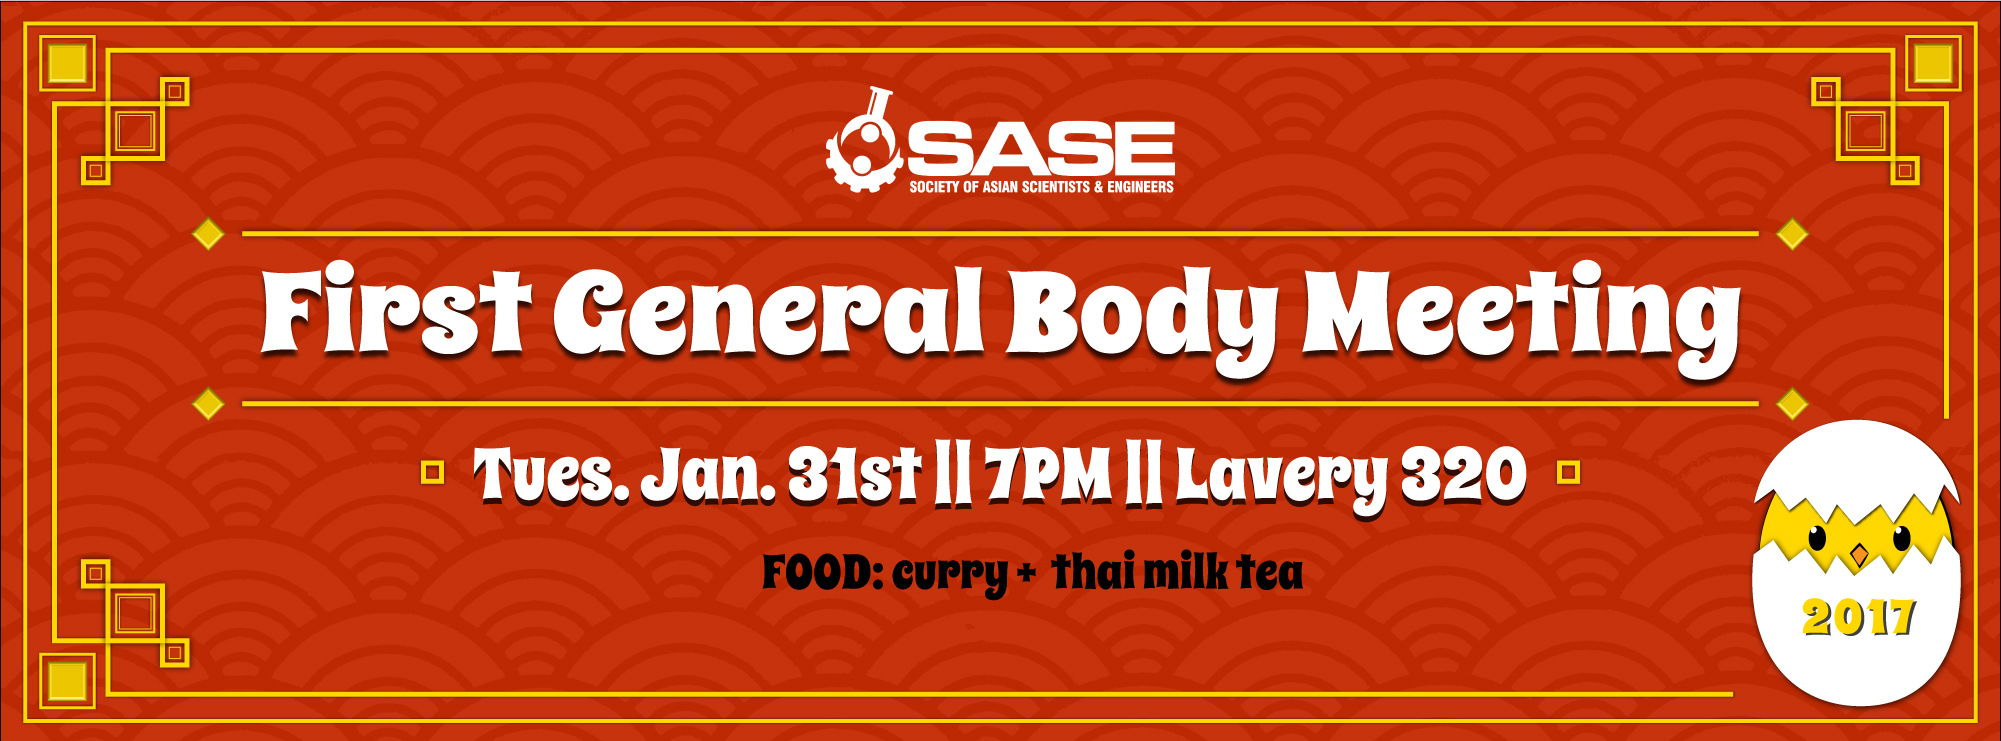 SASE
SOCIETY OF ASIAN SCIENTISTS & ENGINEERS
First General Body Meeting
Tues. Jan. 31st || 7PM || Lavery 320
FOOD: curry + thai milk tea
2017